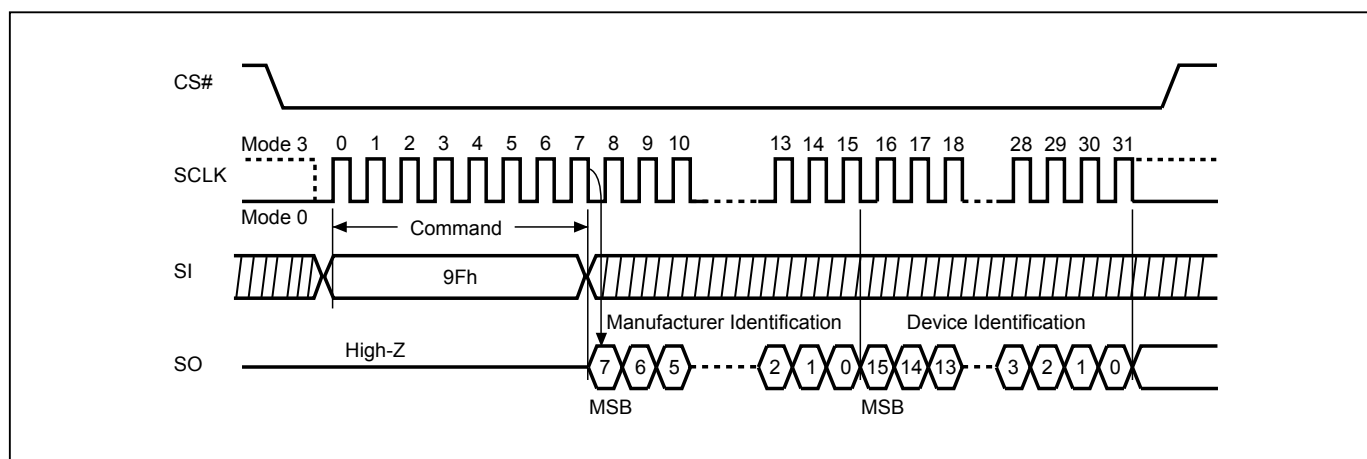 CS#
Mode 3 0 1 2 3 4 5 6 7 8 9 10 13 14 15 16 17 18 28 29 30 31
SCLK
Mode 0
Command
SI 9Fh
Manufacturer Identification Device Identification
High-Z
SO 7 6 5 2 1 0 15 14 13 3 2 1 0
MSB MSB